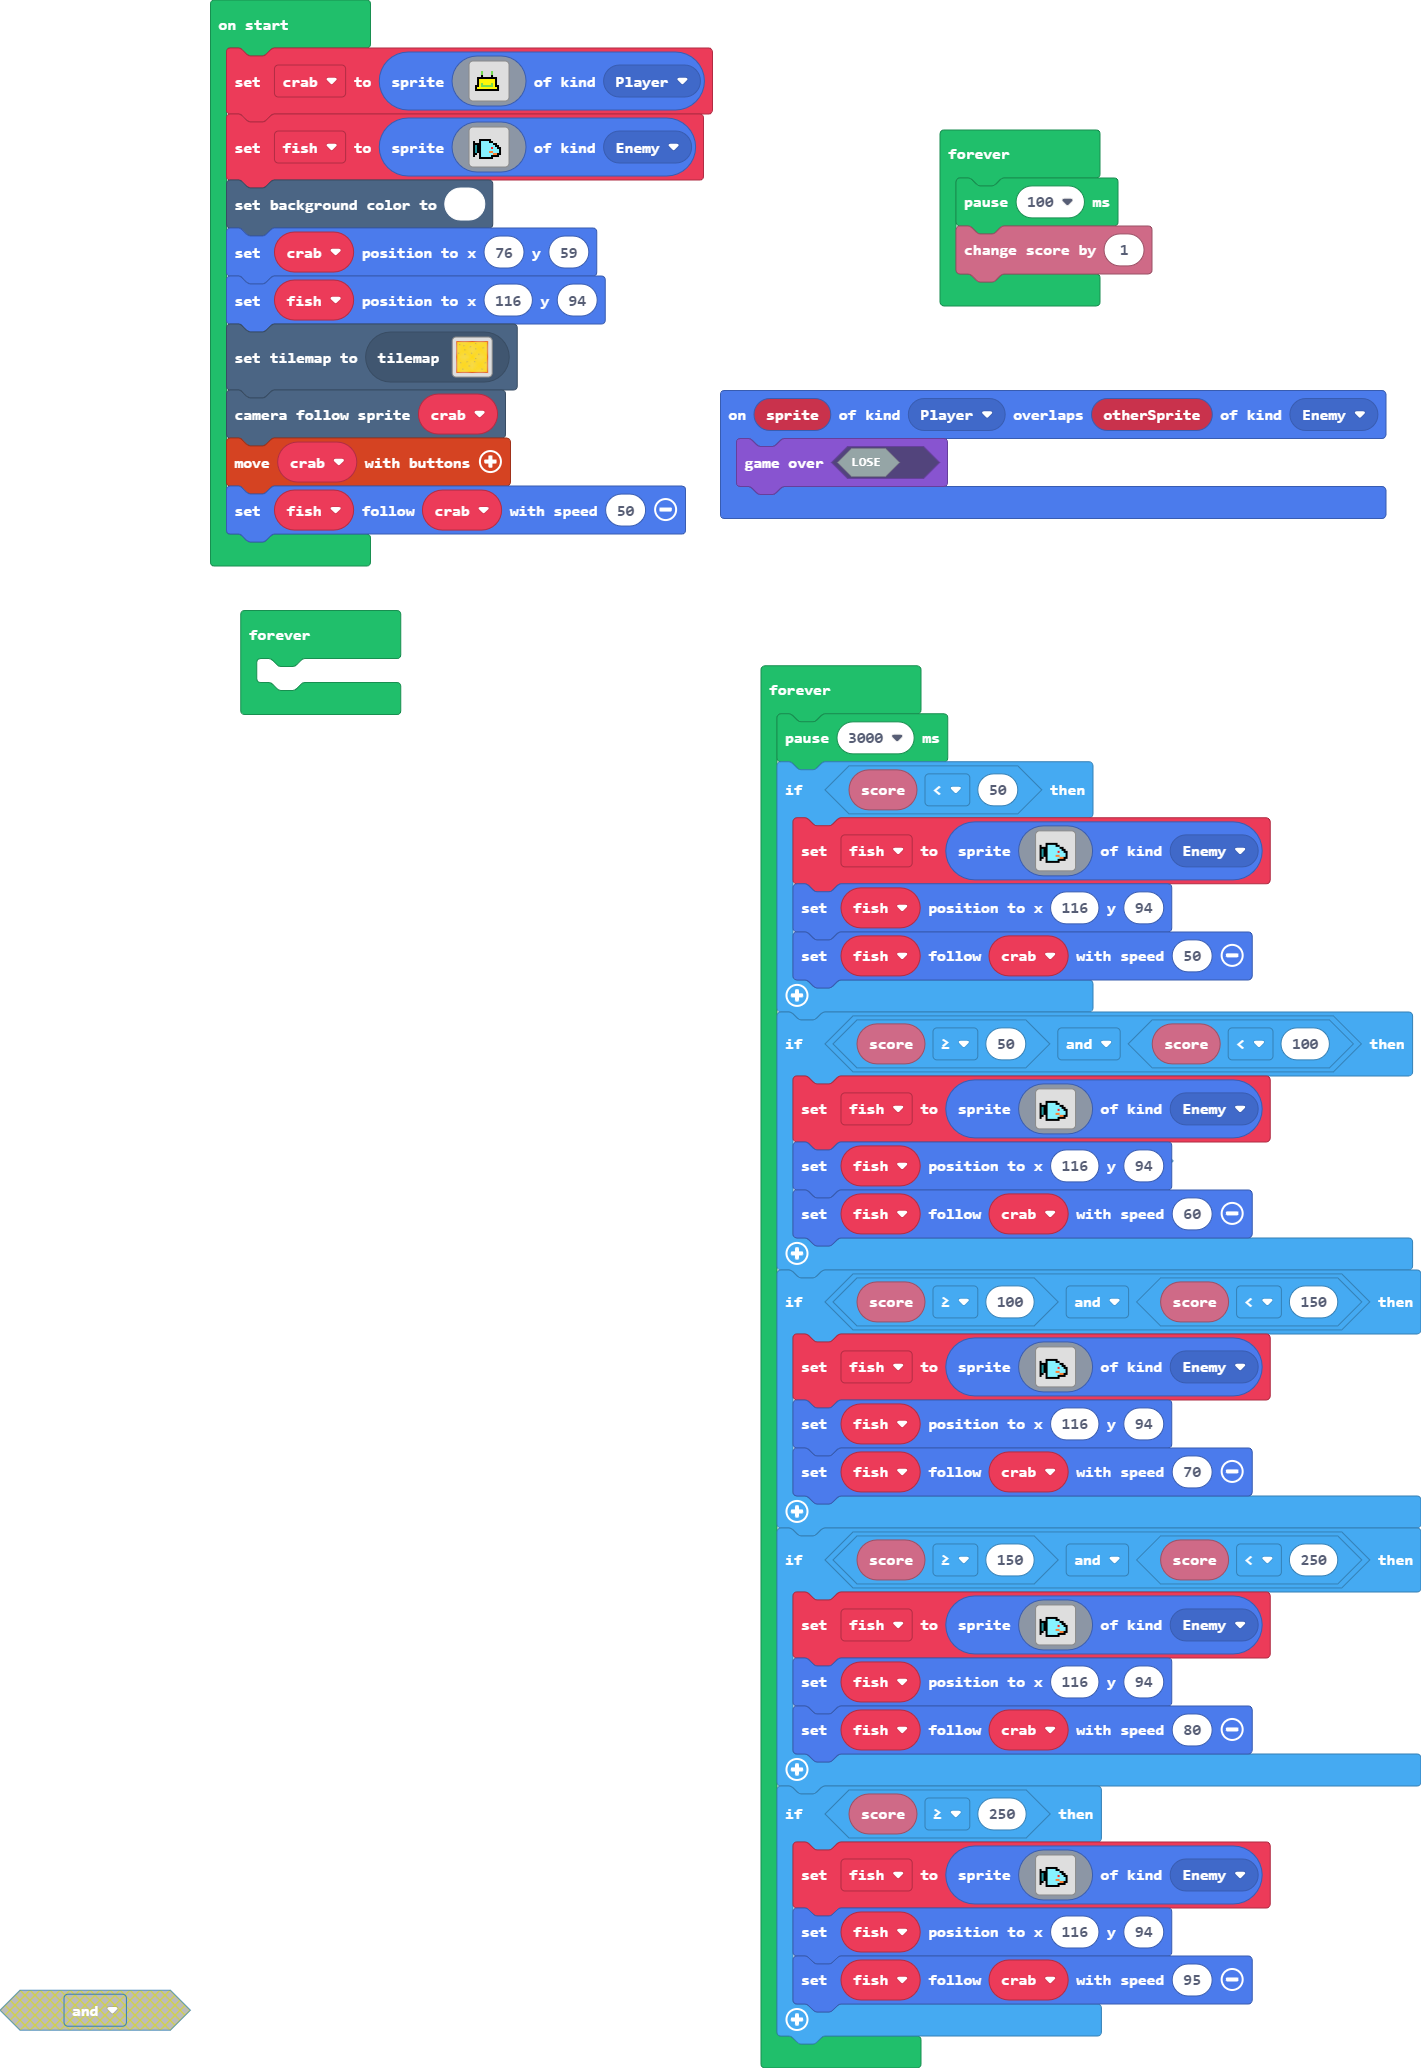 on start
set crab to sprite of kind Player
set fish to sprite of kind Enemy
set background color to
set crab position to x 76 y 59
set fish position to x 116 y 94
set tilemap to tilemap
camera follow sprite crab
move crab with buttons
set fish follow crab with speed 50
forever
pause 100 ms
change score by 1
on sprite of kind Player overlaps otherSprite of kind Enemy
game over LOSE
forever
forever
pause 3000 ms
if score < 50 then
set fish to sprite of kind Enemy
set fish position to x 116 y 94
set fish follow crab with speed 50
if score ≥ 50 and score < 100 then
set fish to sprite of kind Enemy
set fish position to x 116 y 94
set fish follow crab with speed 60
if score ≥ 100 and score < 150 then
set fish to sprite of kind Enemy
set fish position to x 116 y 94
set fish follow crab with speed 70
if score ≥ 150 and score < 250 then
set fish to sprite of kind Enemy
set fish position to x 116 y 94
set fish follow crab with speed 80
if score ≥ 250 then
set fish to sprite of kind Enemy
set fish position to x 116 y 94
set fish follow crab with speed 95
and